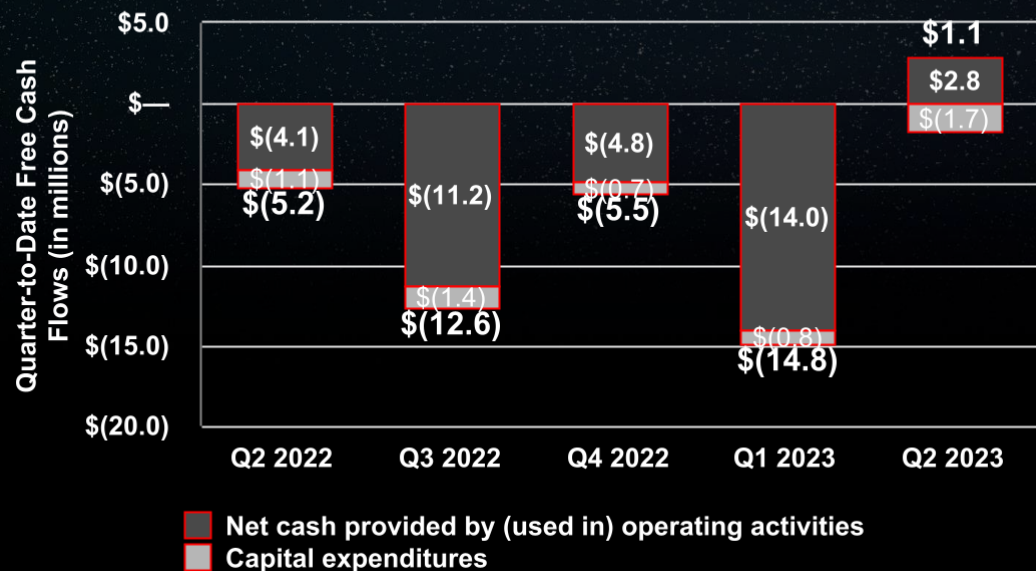 Quarter-to-Date Free Cash
Flows (in millions)
$5.0
$—
$(5.0)
$(10.0)
$(15.0)
$(20.0)
$(4.1)
$(1.1)
$(5.2)
$(11.2)
$(1.4)
$(12.6)
$(4.8)
$(0.7)
$(5.5)
$(14.0)
$(0.8)
$(14.8)
$1.1
$2.8
$(1.7)
Q2 2022
Q3 2022
Q4 2022
Q1 2023
Q2 2023
Net cash provided by (used in) operating activities
Capital expenditures